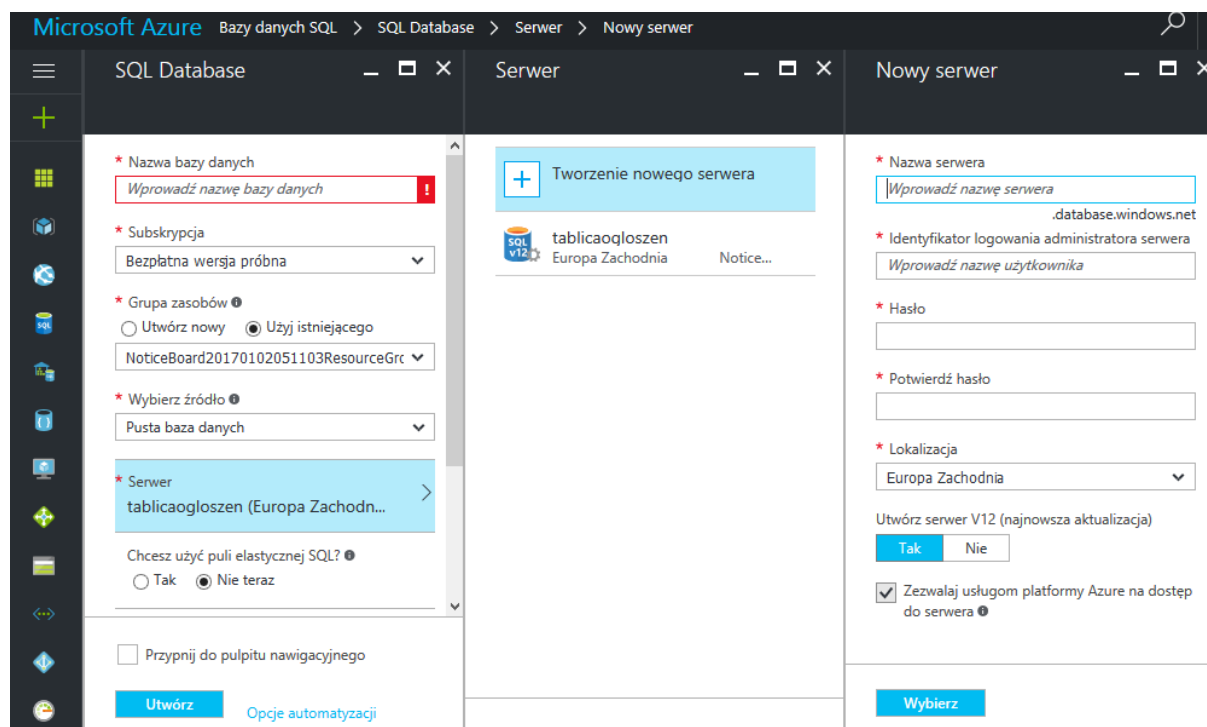 Microsoft Azure Bazy danych SQL > SQL Database > Serwer > Nowy serwer
SQL Database
* Nazwa bazy danych
Wprowadź nazwę bazy danych
!
* Subskrypcja
Bezpłatna wersja próbna
* Grupa zasobów
Utwórz nowy Użyj istniejącego
NoticeBoard20170102051103ResourceGrc
* Wybierz źródło
Pusta baza danych
* Serwer
tablicaogloszen (Europa Zachodn...
Chcesz użyć puli elastycznej SQL?
Tak Nie teraz
Przypnij do pulpitu nawigacyjnego
Utwórz Opcje automatyzacji
Serwer
Tworzenie nowego serwera
SQL
v12
tablicaogloszen
Europa Zachodnia Notice...
Nowy serwer
* Nazwa serwera
Wprowadź nazwę serwera
.database.windows.net
* Identyfikator logowania administratora serwera
Wprowadź nazwę użytkownika
* Hasło
* Potwierdź hasło
* Lokalizacja
Europa Zachodnia
Utwórz serwer V12 (najnowsza aktualizacja)
Tak Nie
Zezwalaj usługom platformy Azure na dostęp
do serwera
Wybierz
SQL